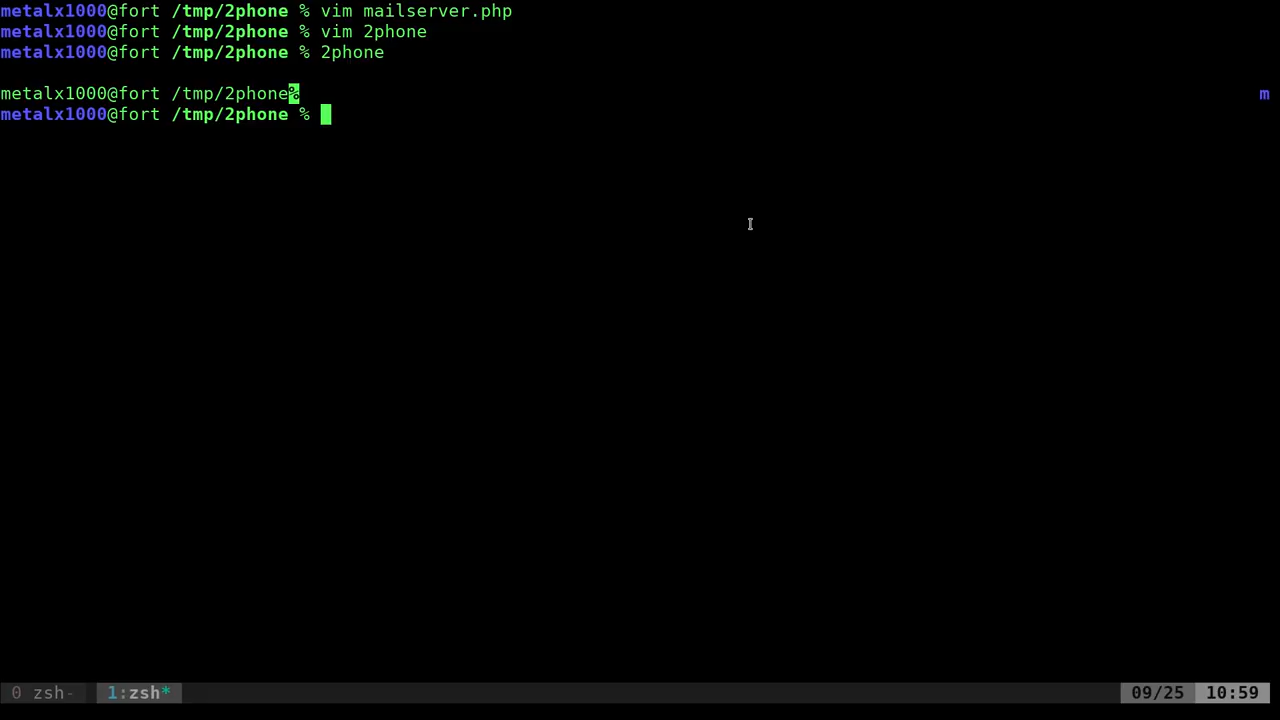 metalx1000@fort /tmp/2phone % vim mailserver.php
metalx1000@fort /tmp/2phone % vim 2phone
metalx1000@fort /tmp/2phone % 2phone
metalx1000@fort /tmp/2phone% m
metalx1000@fort /tmp/2phone %
0 zsh- 1:zsh* 09/25 10:59